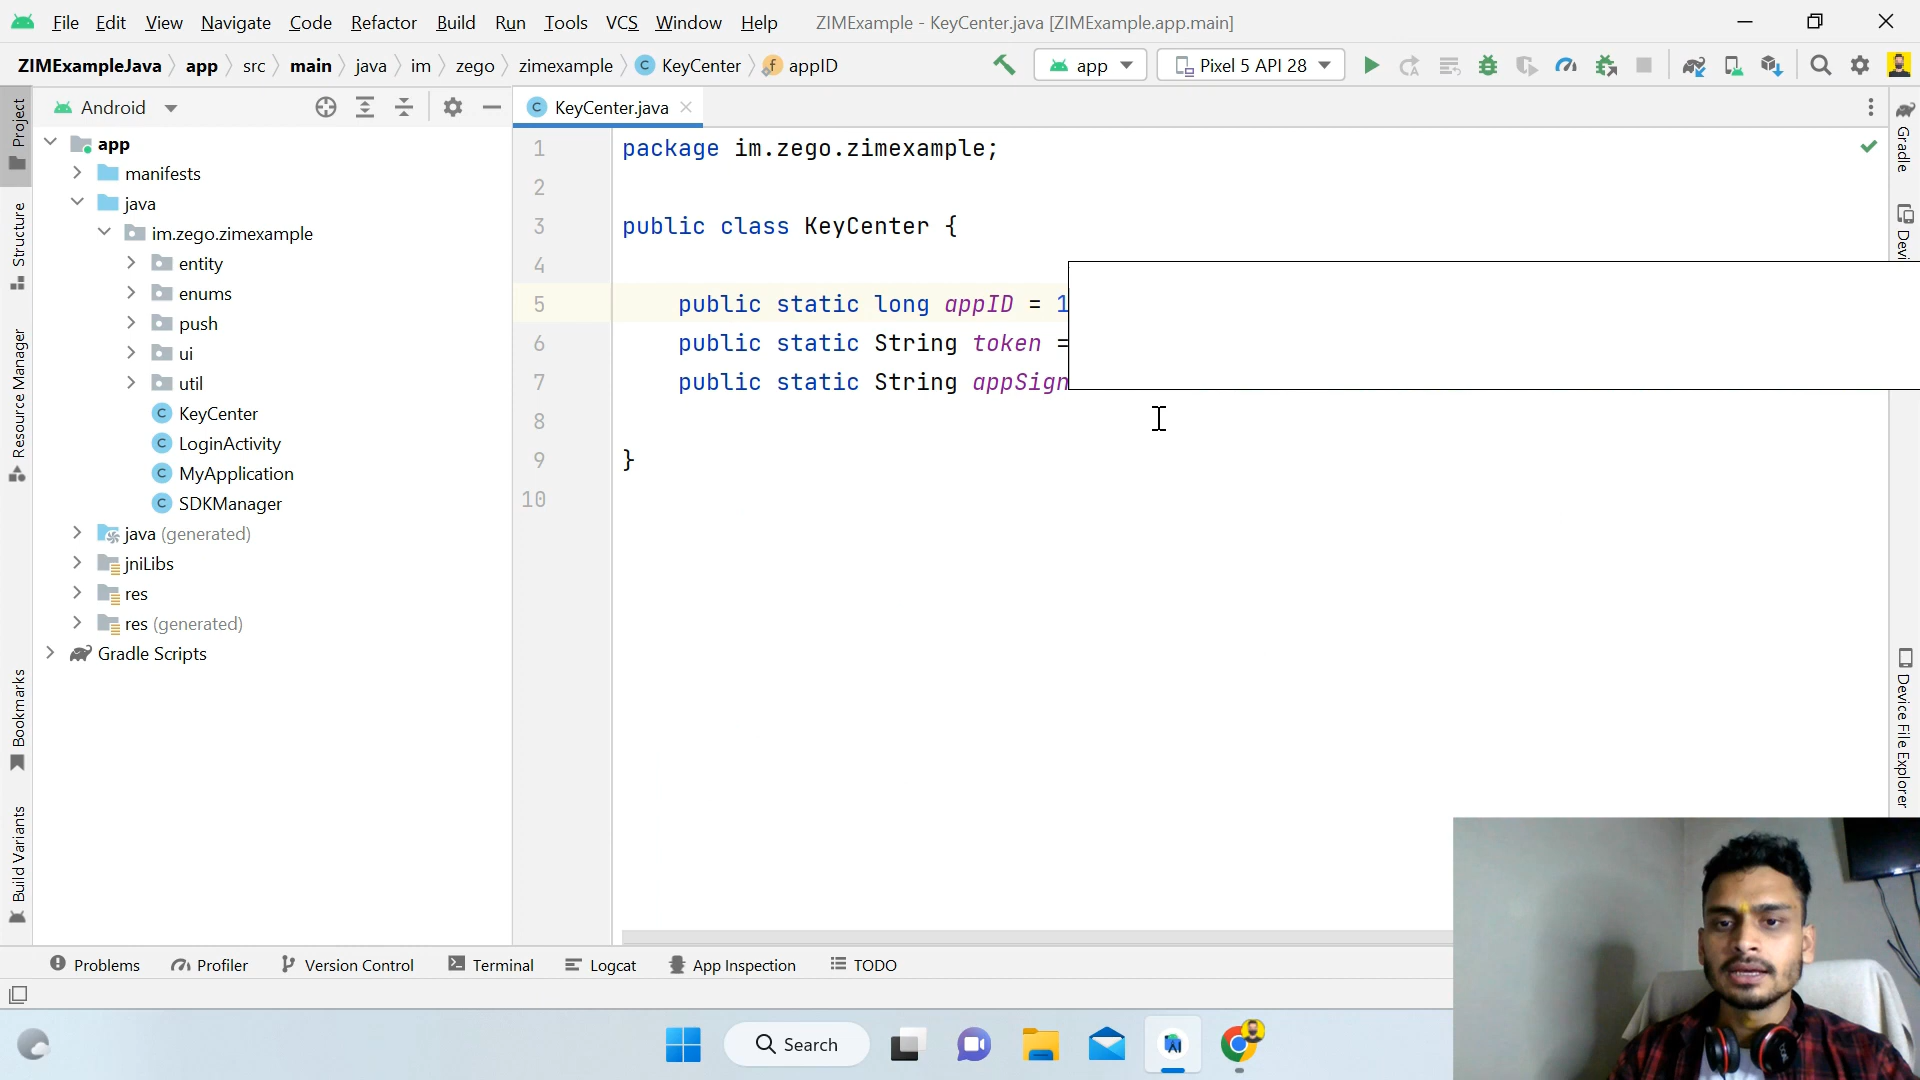 File Edit View Navigate Code Refactor Build Run Tools VCS Window Help ZIMExample - KeyCenter.java [ZIMExample.app.main]
ZIMExampleJava app src main java im zego zimexample C KeyCenter f appID app Pixel 5 API 28
Android
C KeyCenter.java
Project
Structure
Resource Manager
Bookmarks
Build Variants
app
manifests
java
im.zego.zimexample
entity
enums
push
ui
util
C KeyCenter
C LoginActivity
C MyApplication
C SDKManager
java (generated)
jniLibs
res
res (generated)
Gradle Scripts
1 package im.zego.zimexample;
2
3 public class KeyCenter {
4
5 public static long appID = 1
6 public static String token =
7 public static String appSign
8
9 }
10
Gradle
Devi
Device File Explorer
Problems Profiler Version Control Terminal Logcat App Inspection TODO
Search